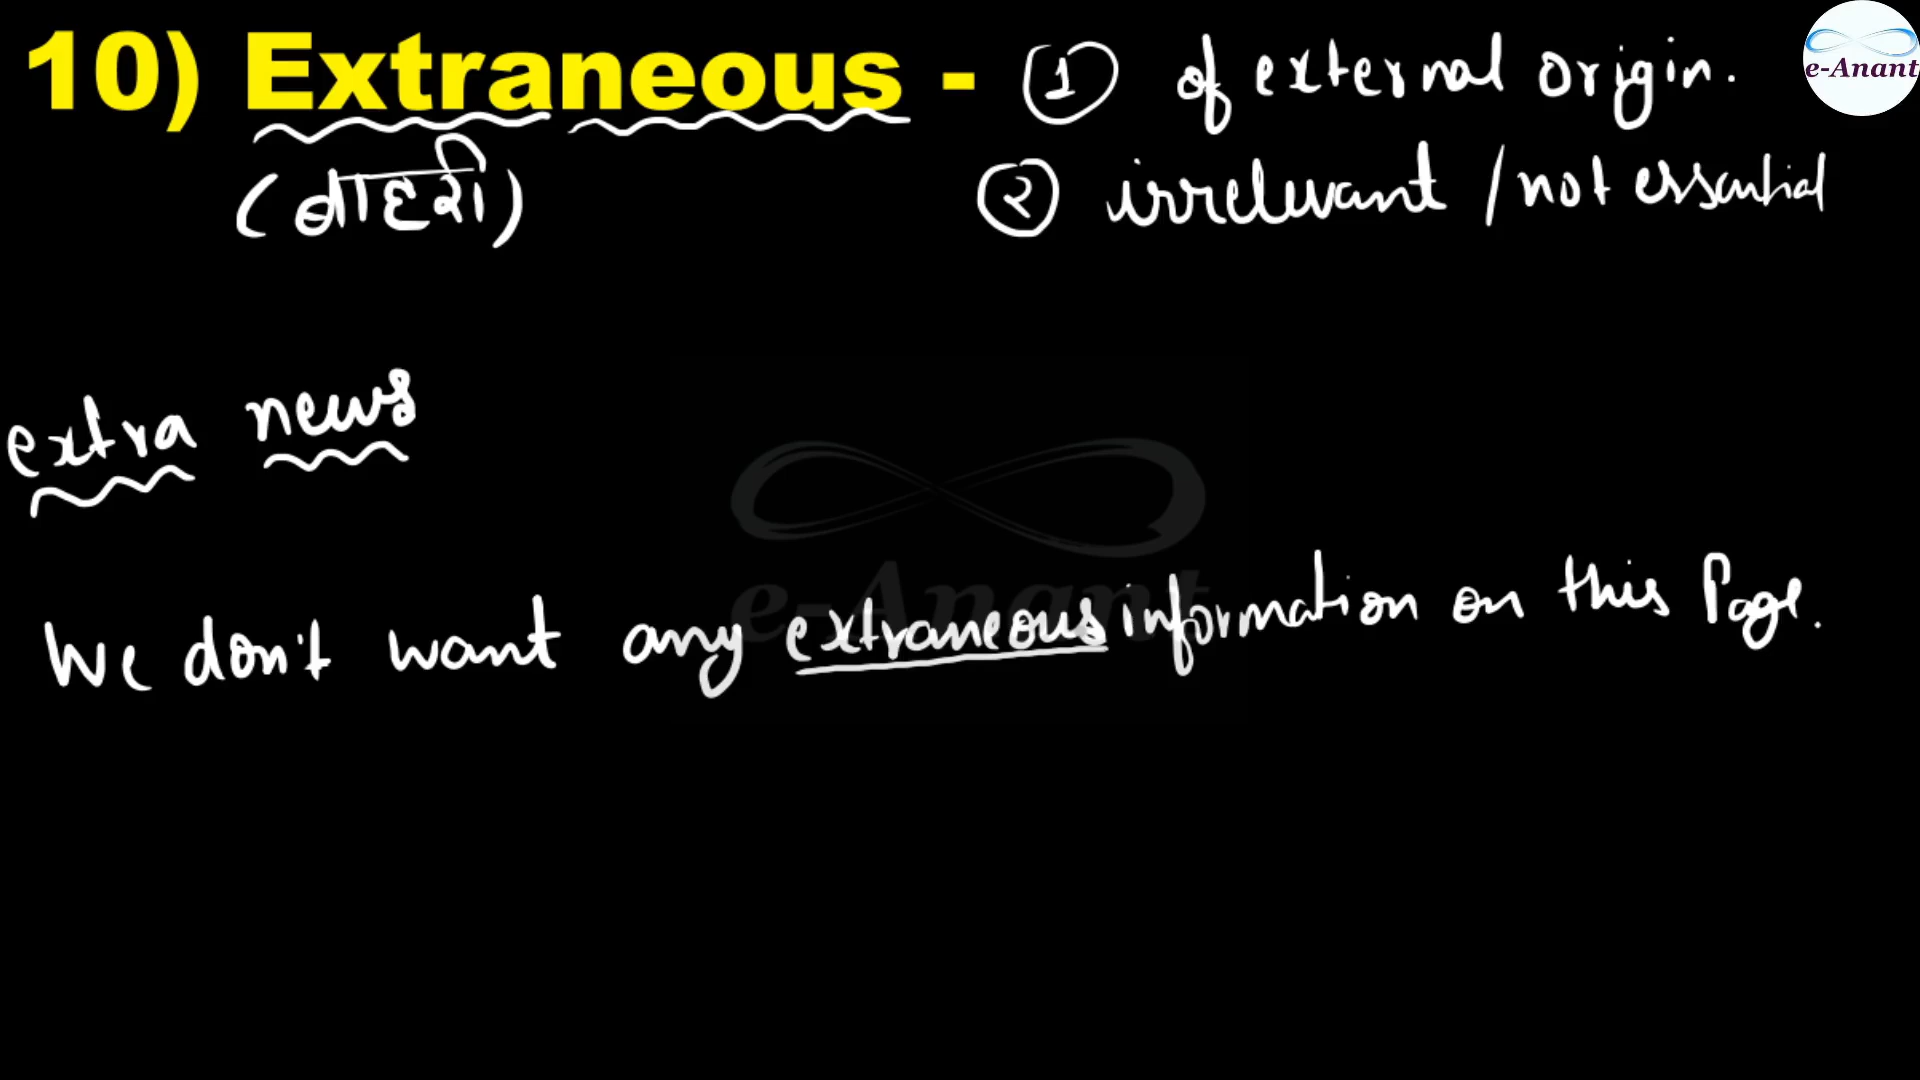 10) Extraneous - ① of external origin.
e-Anant
(बाहरी) ② irrelevant / not essential
extra news
e-Anant
We don't want any extraneous information on this Page.